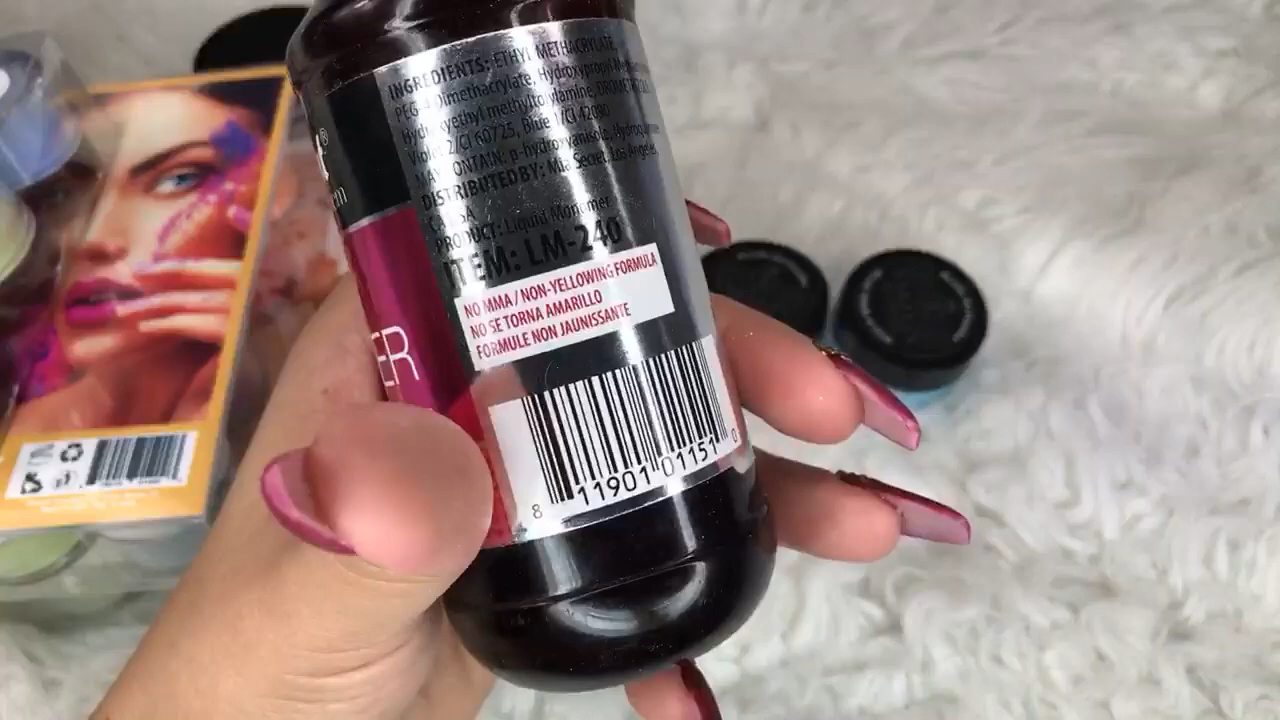 INGREDIENTS: ETHYL METHACRYLATE,
PEG-4 Dimethacrylate, Hydroxypropyl
Hydroxyethyl methyltolylamine,
Violet 2/CI 60725, Blue 1/CI 42090
MAY CONTAIN: p-hydroxyanisole,
DISTRIBUTED BY: Mia Secret, Los Angeles,
CA USA
PRODUCT: Liquid Monomer
ITEM: LM-240
NO MMA / NON-YELLOWING FORMULA
NO SE TORNA AMARILLO
FORMULE NON JAUNISSANTE
ER
8 11901 01151 0